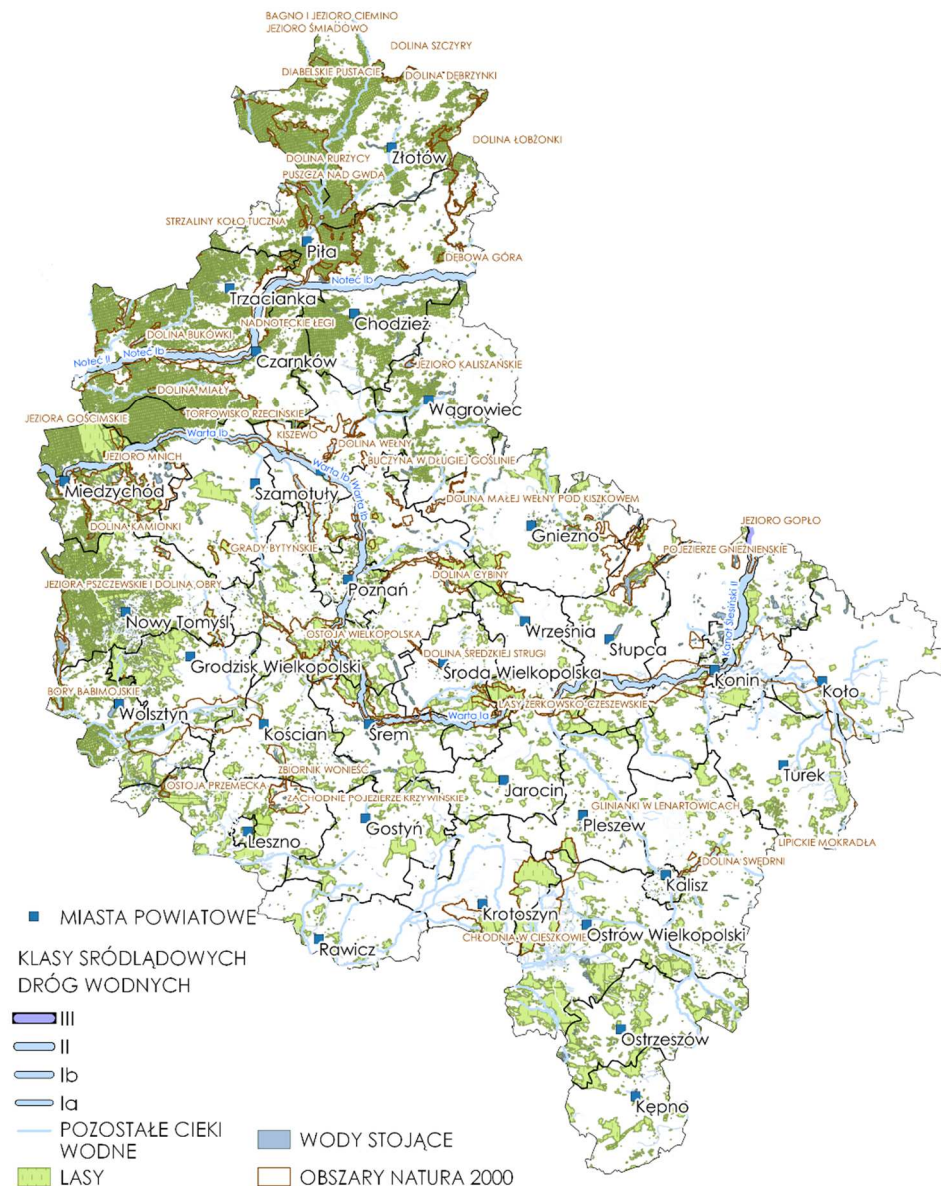 BAGNO I JEZIORO CIEMINO
JEZIORO ŚMIADOWO
DOLINA SZCZYRY
DIABELSKIE PUSTACIE
DOLINA DĘBRZYNKI
DOLINA ŁOBŻONKI
Złotów
DOLINA RURZYCY
PUSZCZA NAD GWDĄ
STRZALINY KOŁO TUCZNA
Piła
DĘBOWA GÓRA
Noteć Ib
Trzacianka
NADNOTECKIE ŁĘGI
Chodzież
DOLINA BUKÓWKI
Noteć II
Noteć Ib
Czarnków
JEZIORO KALISZAŃSKIE
DOLINA MIAŁY
Wągrowiec
JEZIORA GOŚCIMSKIE
TORFOWISKO RZECIŃSKIE
Warta Ib
KISZEWO
DOLINA WEŁNY
JEZIORO MNICH
Warta Ib
Warta Ib
BUCZYNA W DŁUGIEJ GOŚLINIE
Miedzychód
Szamotuły
DOLINA MAŁEJ WEŁNY POD KISZKOWEM
DOLINA KAMIONKI
Gniezno
JEZIORO GOPŁO
GRĄDY BYTYŃSKIE
POJEZIERZE GNIEŹNIEŃSKIE
JEZIORA PSZCZEWSKIE I DOLINA OBRY
DOLINA CYBINY
Poznań
Nowy Tomyśl
Września
Kanał Ślesiński II
OSTOJA WIELKOPOLSKA
Słupca
Grodzisk Wielkopolski
DOLINA ŚREDZKIEJ STRUGI
Środa Wielkopolska
Konin
Koło
BORY BABIMOJSKIE
Wolsztyn
LASY ŻERKOWSKO-CZESZEWSKIE
Warta Ia
Kościan
Śrem
ZBIORNIK WONIEŚĆ
Turek
OSTOJA PRZEMĘCKA
Jarocin
ZACHODNIE POJEZIERZE KRZYWIŃSKIE
GLINIANKI W LENARTOWICACH
Gostyń
Pleszew
Leszno
LIPICKIE MOKRADŁA
DOLINA SWĘDRNI
Kalisz
Krotoszyn
Ostrów Wielkopolski
CHŁODNIA W CIESZKOWIE
Rawicz
Ostrzeszów
Kępno
MIASTA POWIATOWE
KLASY SRÓDLĄDOWYCH
DRÓG WODNYCH
III
II
Ib
Ia
POZOSTAŁE CIEKI
WODNE
LASY
WODY STOJĄCE
OBSZARY NATURA 2000